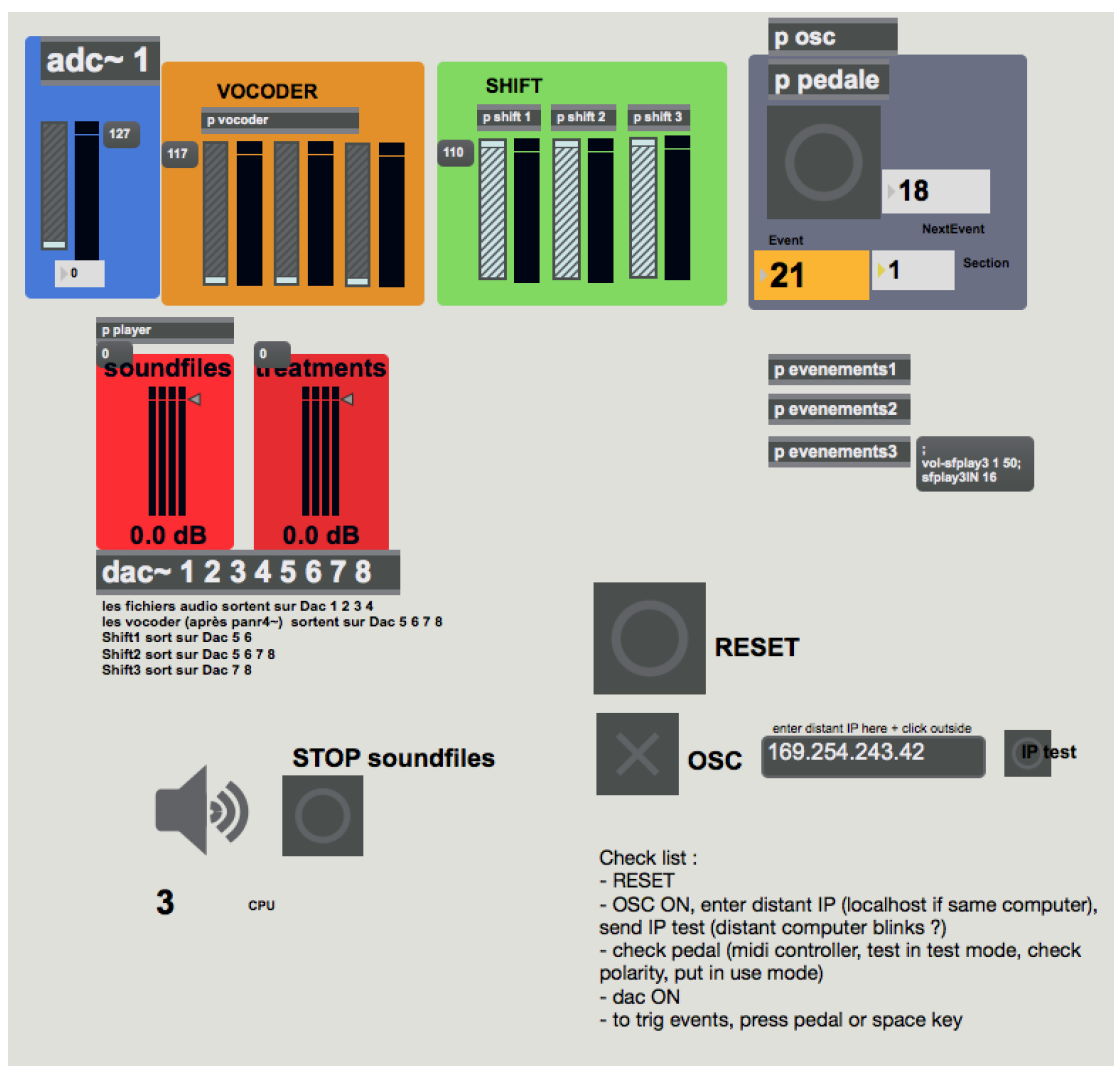 adc~ 1
127
0
VOCODER
p vocoder
117
SHIFT
p shift 1
p shift 2
p shift 3
110
p osc
p pedale
18
NextEvent
Event
21
1
Section
p player
0
soundfiles
0.0 dB
0
treatments
0.0 dB
dac~ 1 2 3 4 5 6 7 8
les fichiers audio sortent sur Dac 1 2 3 4
les vocoder (après panr4~)  sortent sur Dac 5 6 7 8
Shift1 sort sur Dac 5 6
Shift2 sort sur Dac 5 6 7 8
Shift3 sort sur Dac 7 8
p evenements1
p evenements2
p evenements3
;
vol-sfplay3 1 50;
sfplay3IN 16
RESET
OSC
enter distant IP here + click outside
169.254.243.42
IP test
STOP soundfiles
3
CPU
Check list :
- RESET
- OSC ON, enter distant IP (localhost if same computer),
send IP test (distant computer blinks ?)
- check pedal (midi controller, test in test mode, check
polarity, put in use mode)
- dac ON
- to trig events, press pedal or space key